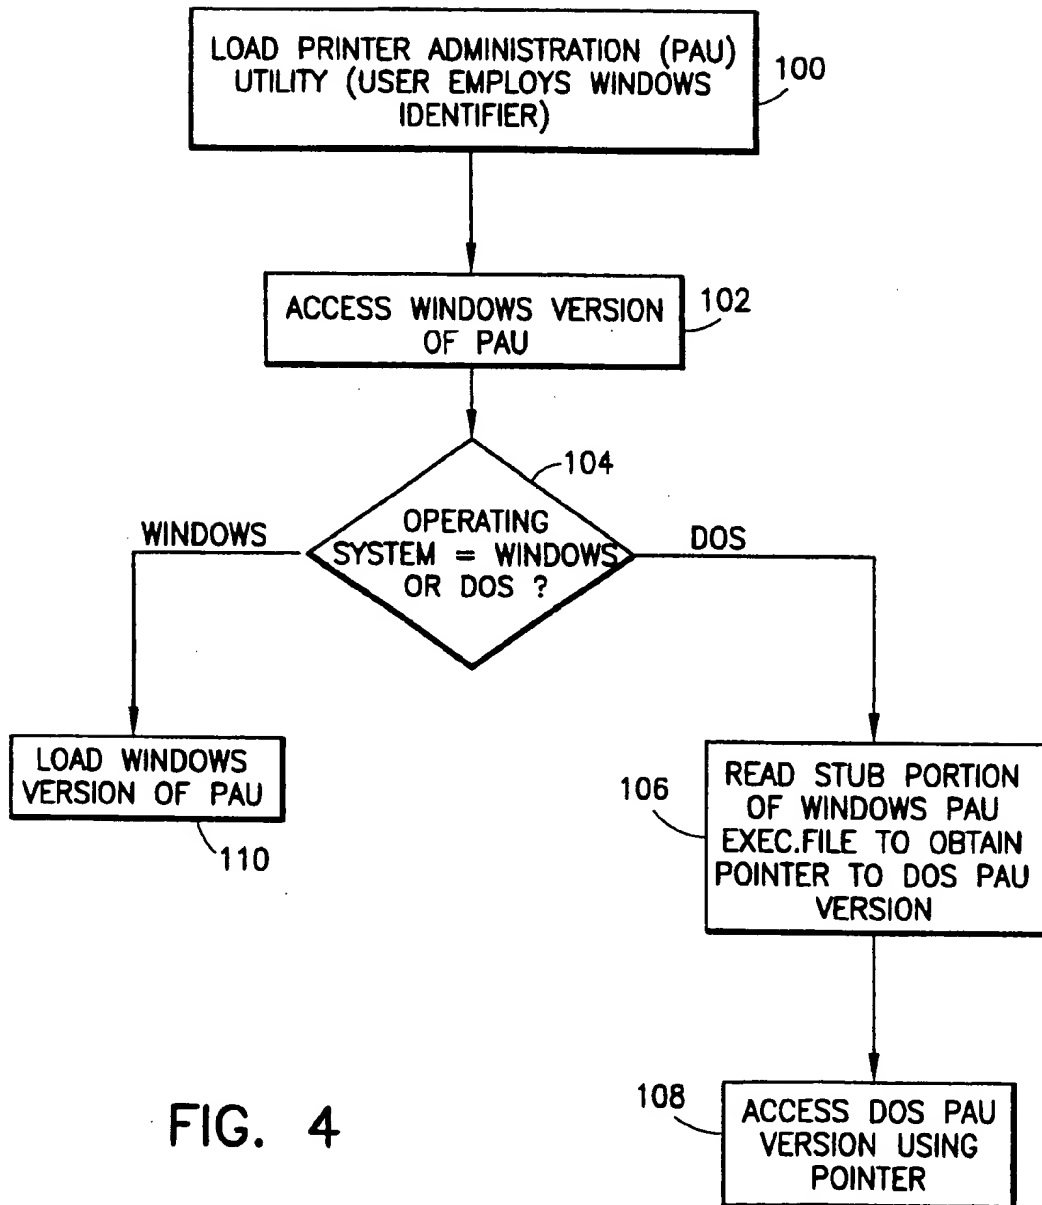 LOAD PRINTER ADMINISTRATION (PAU)
UTILITY (USER EMPLOYS WINDOWS
IDENTIFIER)
100
ACCESS WINDOWS VERSION
OF PAU
102
104
OPERATING
SYSTEM = WINDOWS
OR DOS ?
WINDOWS
DOS
LOAD WINDOWS
VERSION OF PAU
110
106
READ STUB PORTION
OF WINDOWS PAU
EXEC.FILE TO OBTAIN
POINTER TO DOS PAU
VERSION
108
ACCESS DOS PAU
VERSION USING
POINTER
FIG. 4